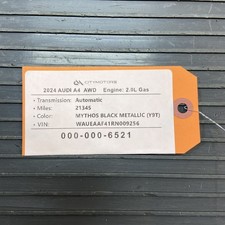 2024 AUDI A4 AWD Engine: 2.0L Gas
• Transmission: Automatic
• Miles: 21345
• Color: MYTHOS BLACK METALLIC (Y9T)
• VIN: WAUEAAF41RN009256
000-000-6521